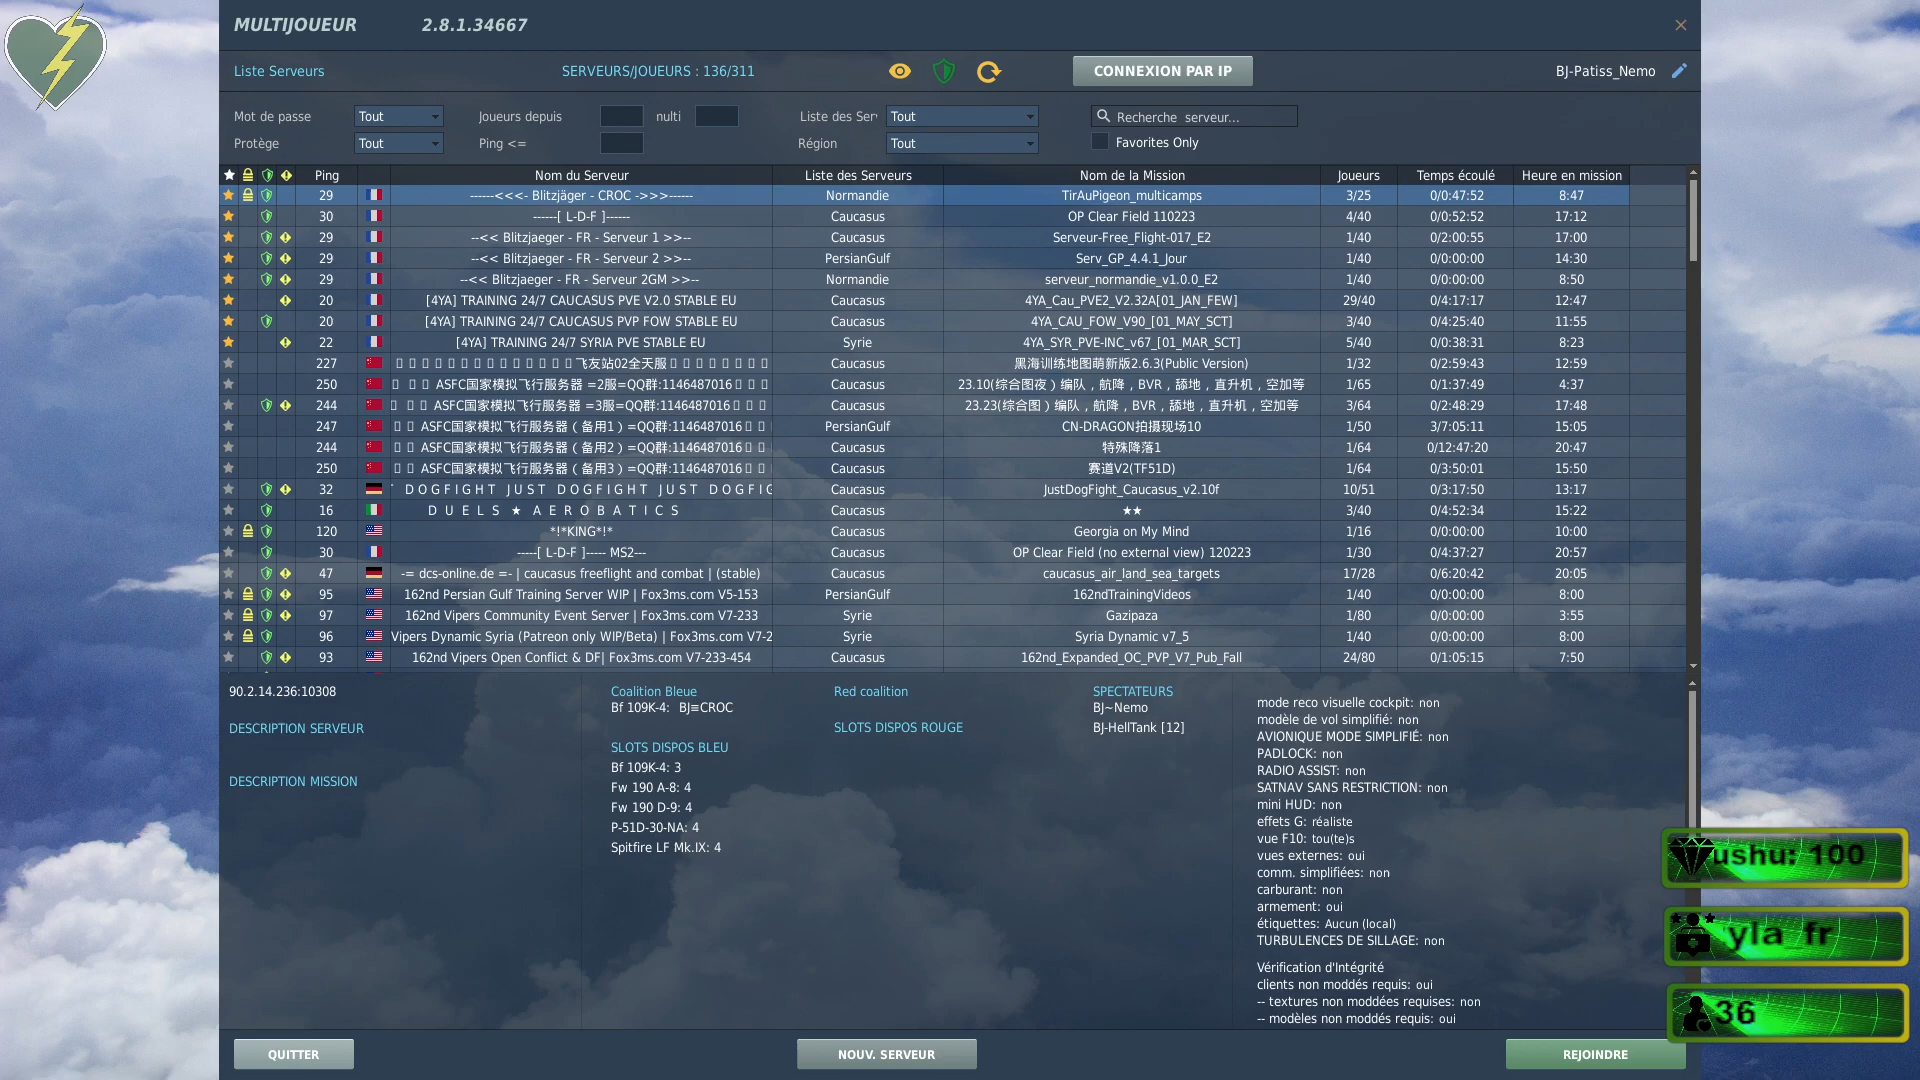 MULTIJOUEUR 2.8.1.34667
Liste Serveurs SERVEURS/JOUEURS : 136/311 CONNEXION PAR IP BJ-Patiss_Nemo
Mot de passe Tout Joueurs depuis nulti Liste des Ser Tout Recherche serveur...
Protège Tout Ping <= Région Tout Favorites Only
Ping Nom du Serveur Liste des Serveurs Nom de la Mission Joueurs Temps écoulé Heure en mission
29 ------<<<- Blitzjäger - CROC ->>>------ Normandie TirAuPigeon_multicamps 3/25 0/0:47:52 8:47
30 ------[ L-D-F ]------ Caucasus OP Clear Field 110223 4/40 0/0:52:52 17:12
29 --<< Blitzjaeger - FR - Serveur 1 >>-- Caucasus Serveur-Free_Flight-017_E2 1/40 0/2:00:55 17:00
29 --<< Blitzjaeger - FR - Serveur 2 >>-- PersianGulf Serv_GP_4.4.1_Jour 1/40 0/0:00:00 14:30
29 --<< Blitzjaeger - FR - Serveur 2GM >>-- Normandie serveur_normandie_v1.0.0_E2 1/40 0/0:00:00 8:50
20 [4YA] TRAINING 24/7 CAUCASUS PVE V2.0 STABLE EU Caucasus 4YA_Cau_PVE2_V2.32A[01_JAN_FEW] 29/40 0/4:17:17 12:47
20 [4YA] TRAINING 24/7 CAUCASUS PVP FOW STABLE EU Caucasus 4YA_CAU_FOW_V90_[01_MAY_SCT] 3/40 0/4:25:40 11:55
22 [4YA] TRAINING 24/7 SYRIA PVE STABLE EU Syrie 4YA_SYR_PVE-INC_v67_[01_MAR_SCT] 5/40 0/0:38:31 8:23
227 飞友站02全天服 Caucasus 黑海训练地图萌新版2.6.3(Public Version) 1/32 0/2:59:43 12:59
250 ASFC国家模拟飞行服务器 =2服=QQ群:1146487016 Caucasus 23.10(综合图夜）编队，航降，BVR，舔地，直升机，空加等 1/65 0/1:37:49 4:37
244 ASFC国家模拟飞行服务器 =3服=QQ群:1146487016 Caucasus 23.23(综合图）编队，航降，BVR，舔地，直升机，空加等 3/64 0/2:48:29 17:48
247 ASFC国家模拟飞行服务器（备用1）=QQ群:1146487016 PersianGulf CN-DRAGON拍摄现场10 1/50 3/7:05:11 15:05
244 ASFC国家模拟飞行服务器（备用2）=QQ群:1146487016 Caucasus 特殊降落1 1/64 0/12:47:20 20:47
250 ASFC国家模拟飞行服务器（备用3）=QQ群:1146487016 Caucasus 赛道V2(TF51D) 1/64 0/3:50:01 15:50
32 D O G F I G H T J U S T D O G F I G H T J U S T D O G F I G Caucasus JustDogFight_Caucasus_v2.10f 10/51 0/3:17:50 13:17
16 D U E L S ★ A E R O B A T I C S Caucasus ★★ 3/40 0/4:52:34 15:22
120 *!*KING*!* Caucasus Georgia on My Mind 1/16 0/0:00:00 10:00
30 -----[ L-D-F ]----- MS2--- Caucasus OP Clear Field (no external view) 120223 1/30 0/4:37:27 20:57
47 -= dcs-online.de =- | caucasus freeflight and combat | (stable) Caucasus caucasus_air_land_sea_targets 17/28 0/6:20:42 20:05
95 162nd Persian Gulf Training Server WIP | Fox3ms.com V5-153 PersianGulf 162ndTrainingVideos 1/40 0/0:00:00 8:00
97 162nd Vipers Community Event Server | Fox3ms.com V7-233 Syrie Gazipaza 1/80 0/0:00:00 3:55
96 Vipers Dynamic Syria (Patreon only WIP/Beta) | Fox3ms.com V7-2 Syrie Syria Dynamic v7_5 1/40 0/0:00:00 8:00
93 162nd Vipers Open Conflict & DF| Fox3ms.com V7-233-454 Caucasus 162nd_Expanded_OC_PVP_V7_Pub_Fall 24/80 0/1:05:15 7:50
90.2.14.236:10308
DESCRIPTION SERVEUR
DESCRIPTION MISSION
Coalition Bleue
Bf 109K-4: BJ≡CROC
SLOTS DISPOS BLEU
Bf 109K-4: 3
Fw 190 A-8: 4
Fw 190 D-9: 4
P-51D-30-NA: 4
Spitfire LF Mk.IX: 4
Red coalition
SLOTS DISPOS ROUGE
SPECTATEURS
BJ~Nemo
BJ-HellTank [12]
mode reco visuelle cockpit: non
modèle de vol simplifié: non
AVIONIQUE MODE SIMPLIFIÉ: non
PADLOCK: non
RADIO ASSIST: non
SATNAV SANS RESTRICTION: non
mini HUD: non
effets G: réaliste
vue F10: tou(te)s
vues externes: oui
comm. simplifiées: non
carburant: non
armement: oui
étiquettes: Aucun (local)
TURBULENCES DE SILLAGE: non
Vérification d'Intégrité
clients non moddés requis: oui
-- textures non moddées requises: non
-- modèles non moddés requis: oui
ushu: 100
yla fr
36
QUITTER NOUV. SERVEUR REJOINDRE